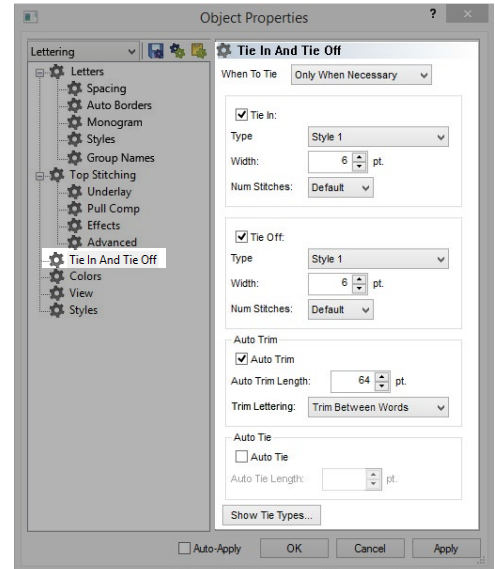 Object Properties
?
Lettering
Tie In And Tie Off
Letters
Spacing
Auto Borders
Monogram
Styles
Group Names
Top Stitching
Underlay
Pull Comp
Effects
Advanced
Tie In And Tie Off
Colors
View
Styles
When To Tie Only When Necessary
Tie In:
Type Style 1
Width: 6 pt.
Num Stitches: Default
Tie Off:
Type Style 1
Width: 6 pt.
Num Stitches: Default
Auto Trim
Auto Trim
Auto Trim Length: 64 pt.
Trim Lettering: Trim Between Words
Auto Tie
Auto Tie
Auto Tie Length: pt.
Show Tie Types...
Auto-Apply OK Cancel Apply